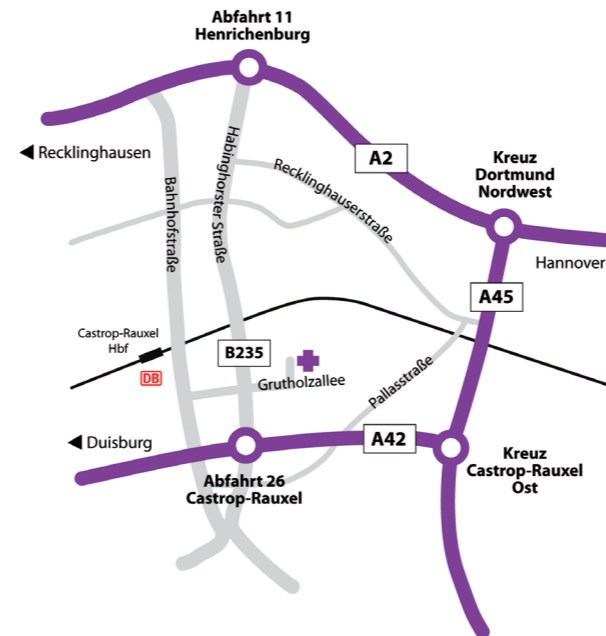 Abfahrt 11
Henrichenburg
A2
Recklinghausen
Kreuz
Dortmund
Nordwest
Habinghorster Straße
Recklinghauserstraße
Bahnhofstraße
Hannover
A45
Castrop-Rauxel
Hbf
DB
B235
Grutholzallee
Pallasstraße
Duisburg
A42
Abfahrt 26
Castrop-Rauxel
Kreuz
Castrop-Rauxel
Ost